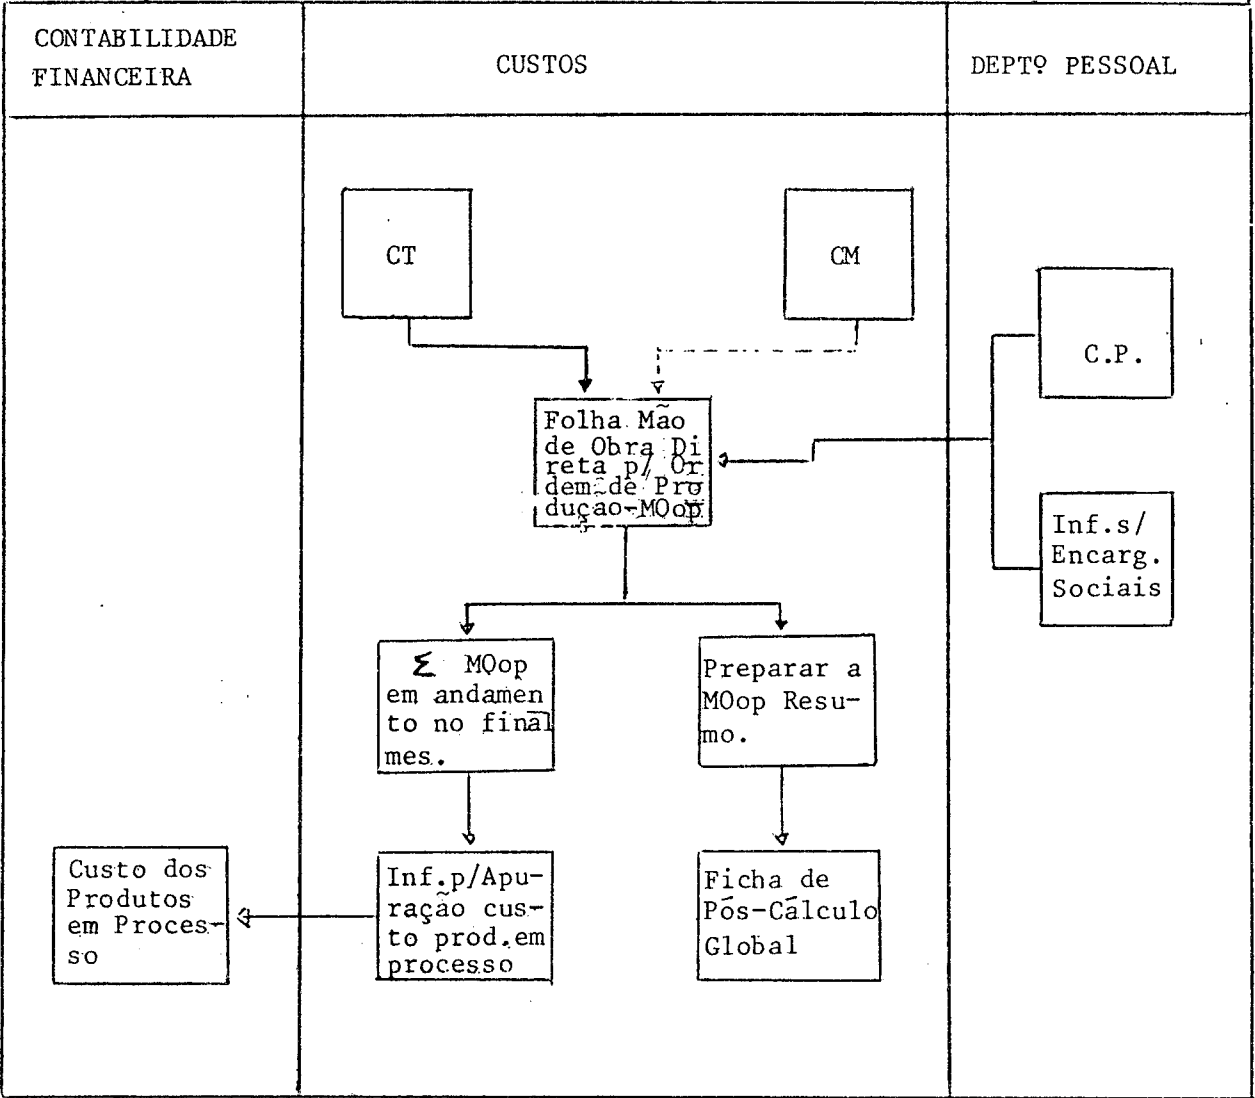 CONTABILIDADE
FINANCEIRA
CUSTOS
DEPTº PESSOAL
CT
CM
C.P.
Folha Mão
de Obra Di
reta p/ Or
dem de Pro
dução-MOop
Inf.s/
Encarg.
Sociais
Σ MOop
em andamen
to no final
mes.
Preparar a
MOop Resu-
mo.
Custo dos
Produtos
em Proces-
so
Inf.p/Apu-
ração cus-
to prod.em
processo
Ficha de
Pós-Cálculo
Global